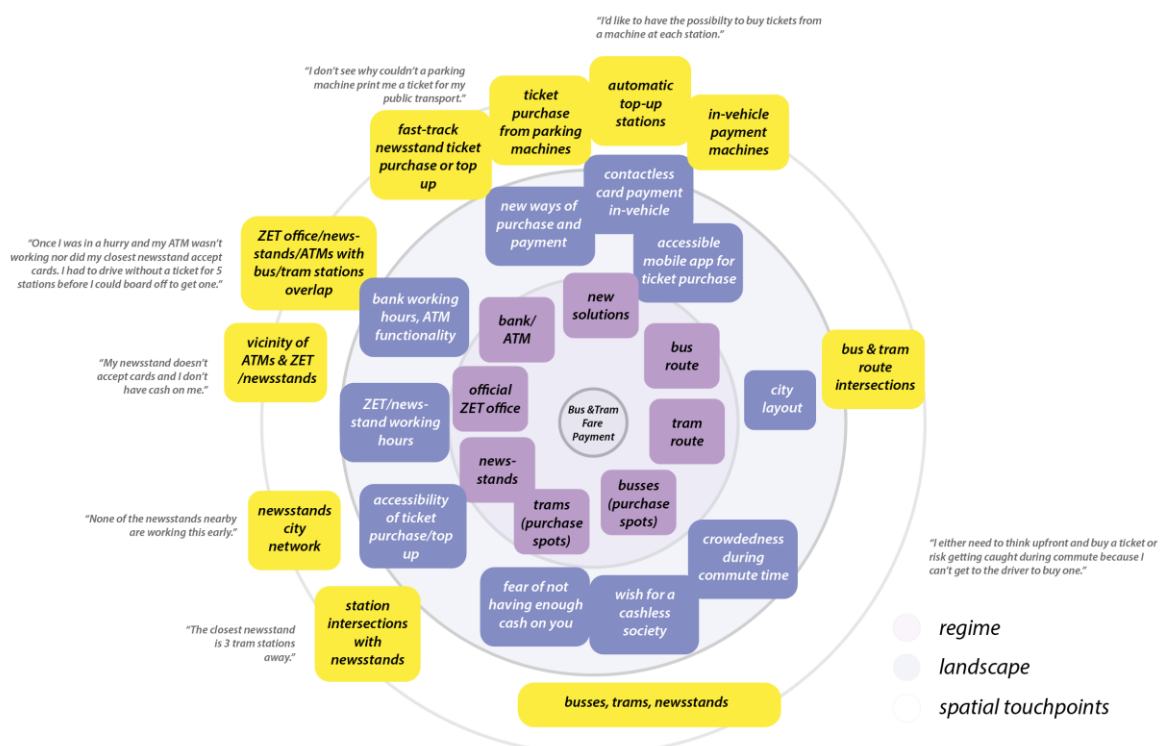 “I'd like to have the possibilty to buy tickets from
a machine at each station.”
“I don't see why couldn't a parking
machine print me a ticket for my
public transport.”
automatic
top-up
stations
ticket
purchase
from parking
machines
in-vehicle
payment
machines
fast-track
newsstand ticket
purchase or top
up
contactless
card payment
in-vehicle
new ways of
purchase and
payment
accessible
mobile app for
ticket purchase
“Once I was in a hurry and my ATM wasn't
working nor did my closest newsstand accept
cards. I had to drive without a ticket for 5
stations before I could board off to get one.”
ZET office/news-
stands/ATMs with
bus/tram stations
overlap
bank working
hours, ATM
functionality
bank/
ATM
new
solutions
bus
route
“My newsstand doesn't
accept cards and I don't
have cash on me.”
vicinity of
ATMs & ZET
/newsstands
bus & tram
route
intersections
official
ZET office
ZET/news-
stand working
hours
Bus &Tram
Fare
Payment
tram
route
city
layout
news-
stands
trams
(purchase
spots)
busses
(purchase
spots)
“None of the newsstands nearby
are working this early.”
newsstands
city
network
accessibility
of ticket
purchase/top
up
crowdedness
during
commute time
“I either need to think upfront and buy a ticket or
risk getting caught during commute because I
can't get to the driver to buy one.”
fear of not
having enough
cash on you
wish for a
cashless
society
“The closest newsstand
is 3 tram stations
away.”
station
intersections
with
newsstands
busses, trams, newsstands
regime
landscape
spatial touchpoints